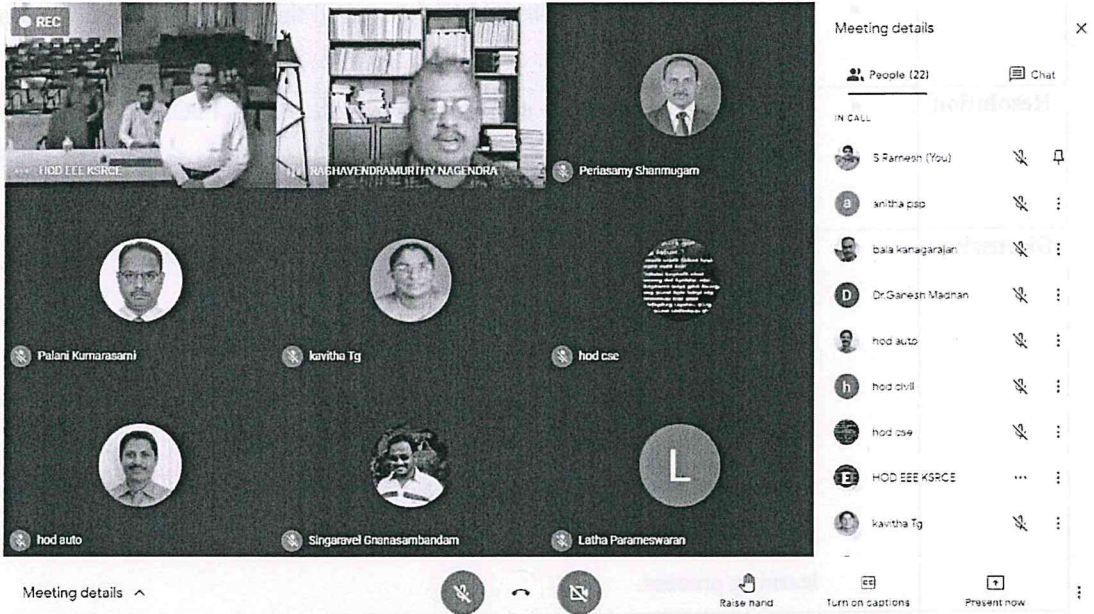 REC
HOD EEE KSRCE
RAGHAVENDRAMURTHY NAGENDRA
Periasamy Shanmugam
Palani Kumarasami
kavitha Tg
hod cse
hod auto
Singaravel Gnanasambandam
L
Latha Parameswaran
Meeting details
People (22)
Chat
IN CALL
S Ramesh (You)
a
anitha psp
bala kanagarajan
D
Dr.Ganesh Madhan
hod auto
h
hod civil
hod cse
E
HOD EEE KSRCE
kavitha Tg
Meeting details
Raise hand
CC
Turn on captions
Present now
Resolution